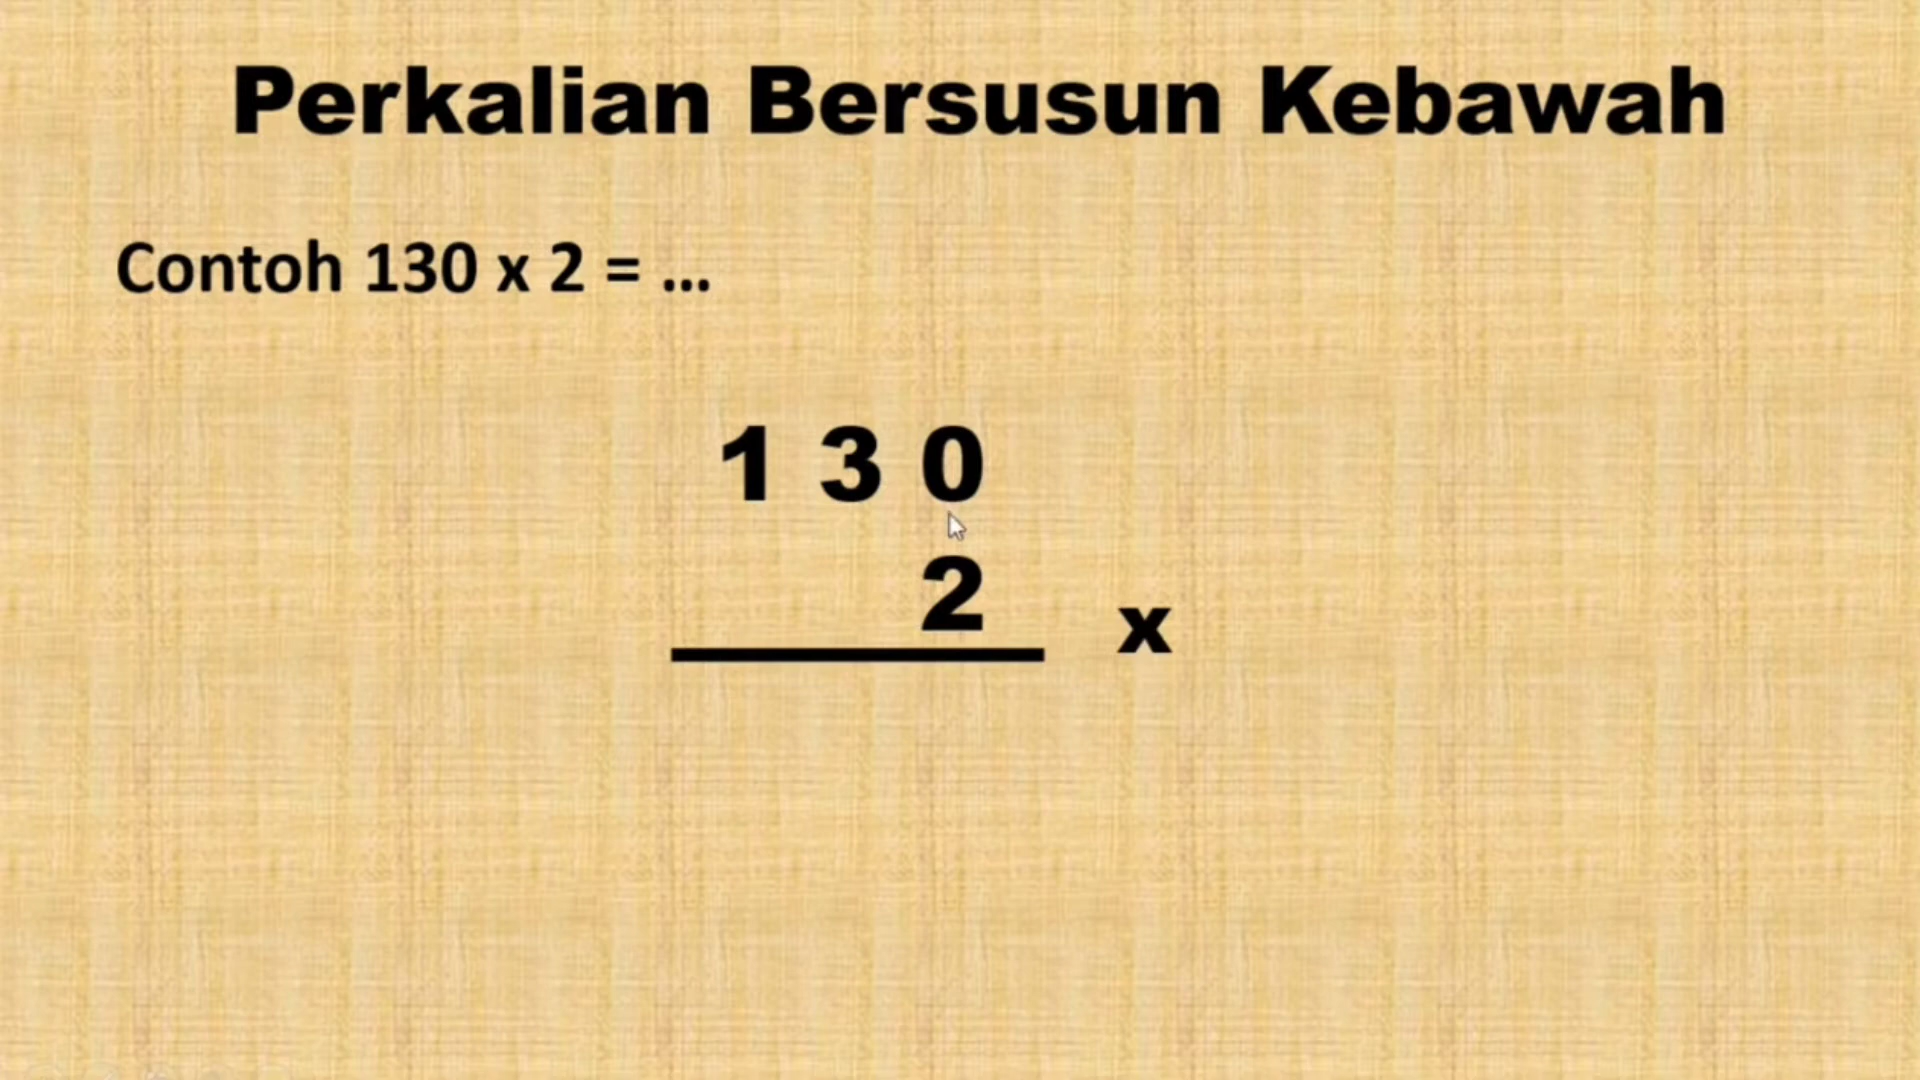 Perkalian Bersusun Kebawah
Contoh 130 x 2 = ...
1 3 0
2 x